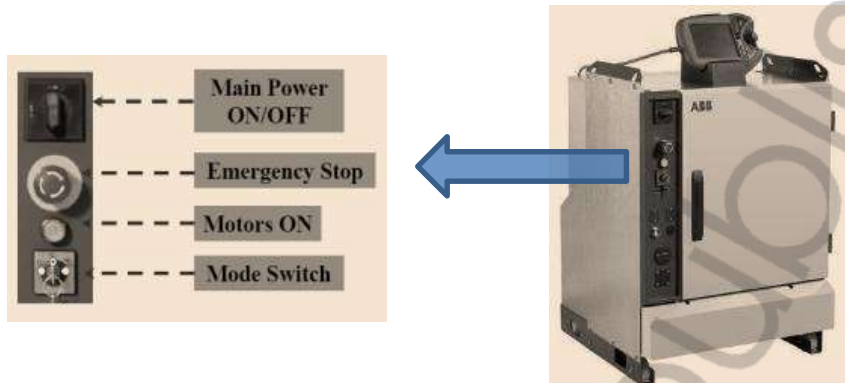 Main Power
ON/OFF
Emergency Stop
Motors ON
Mode Switch
ABB